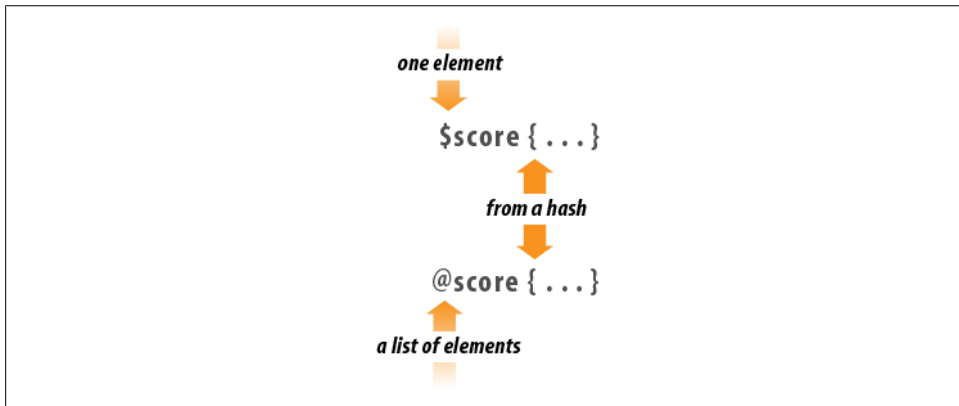 one element
$score { . . . }
from a hash
@score { . . . }
a list of elements